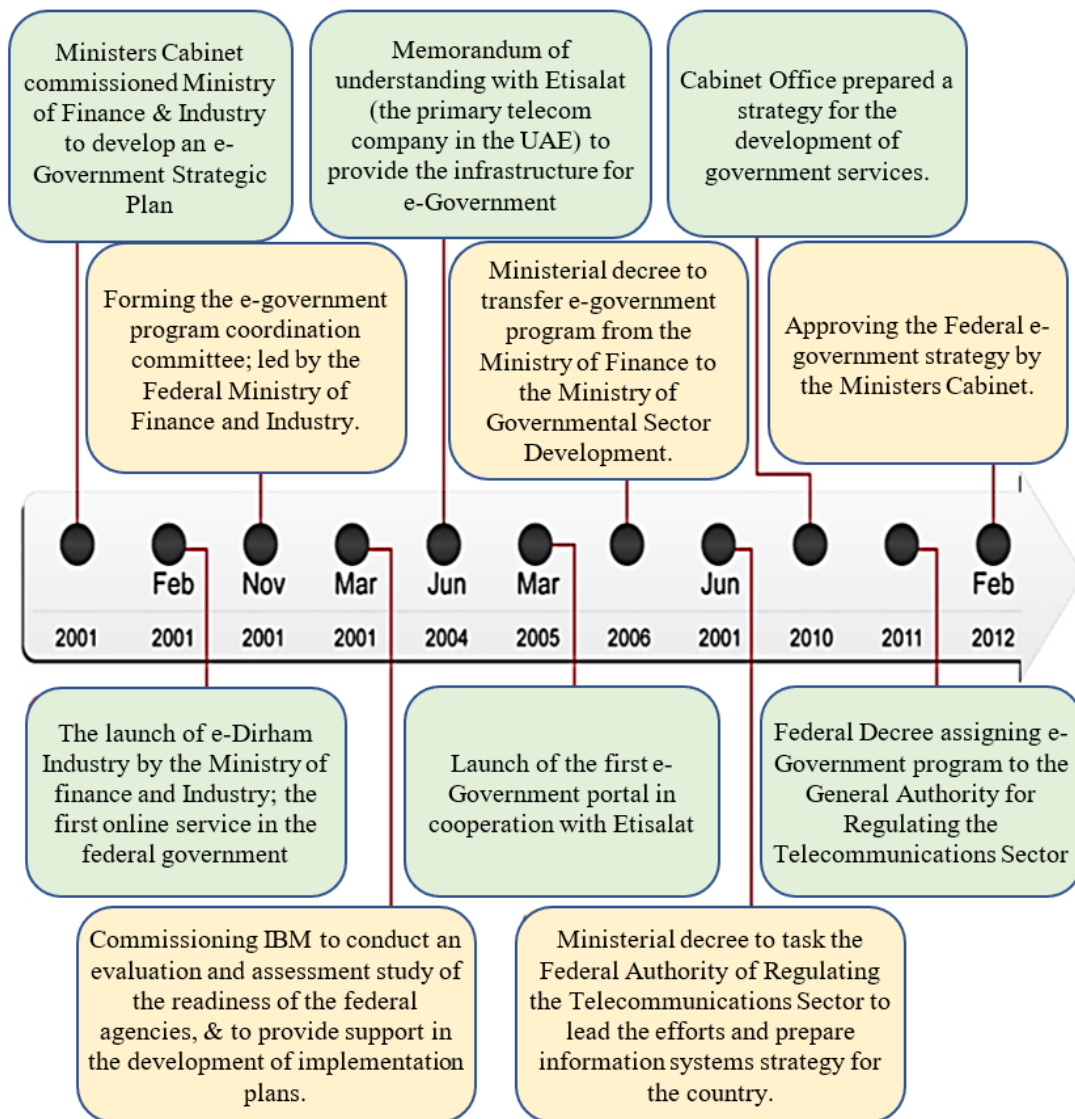 Ministers Cabinet
commissioned Ministry
of Finance & Industry
to develop an e-
Government Strategic
Plan
Memorandum of
understanding with Etisalat
(the primary telecom
company in the UAE) to
provide the infrastructure for
e-Government
Cabinet Office prepared a
strategy for the
development of
government services.
Forming the e-government
program coordination
committee; led by the
Federal Ministry of
Finance and Industry.
Ministerial decree to
transfer e-government
program from the
Ministry of Finance to
the Ministry of
Governmental Sector
Development.
Approving the Federal e-
government strategy by
the Ministers Cabinet.
Feb Nov Mar Jun Mar Jun Feb
2001 2001 2001 2001 2004 2005 2006 2001 2010 2011 2012
The launch of e-Dirham
Industry by the Ministry of
finance and Industry; the
first online service in the
federal government
Launch of the first e-
Government portal in
cooperation with Etisalat
Federal Decree assigning e-
Government program to the
General Authority for
Regulating the
Telecommunications Sector
Commissioning IBM to conduct an
evaluation and assessment study of
the readiness of the federal
agencies, & to provide support in
the development of implementation
plans.
Ministerial decree to task the
Federal Authority of Regulating
the Telecommunications Sector to
lead the efforts and prepare
information systems strategy for
the country.